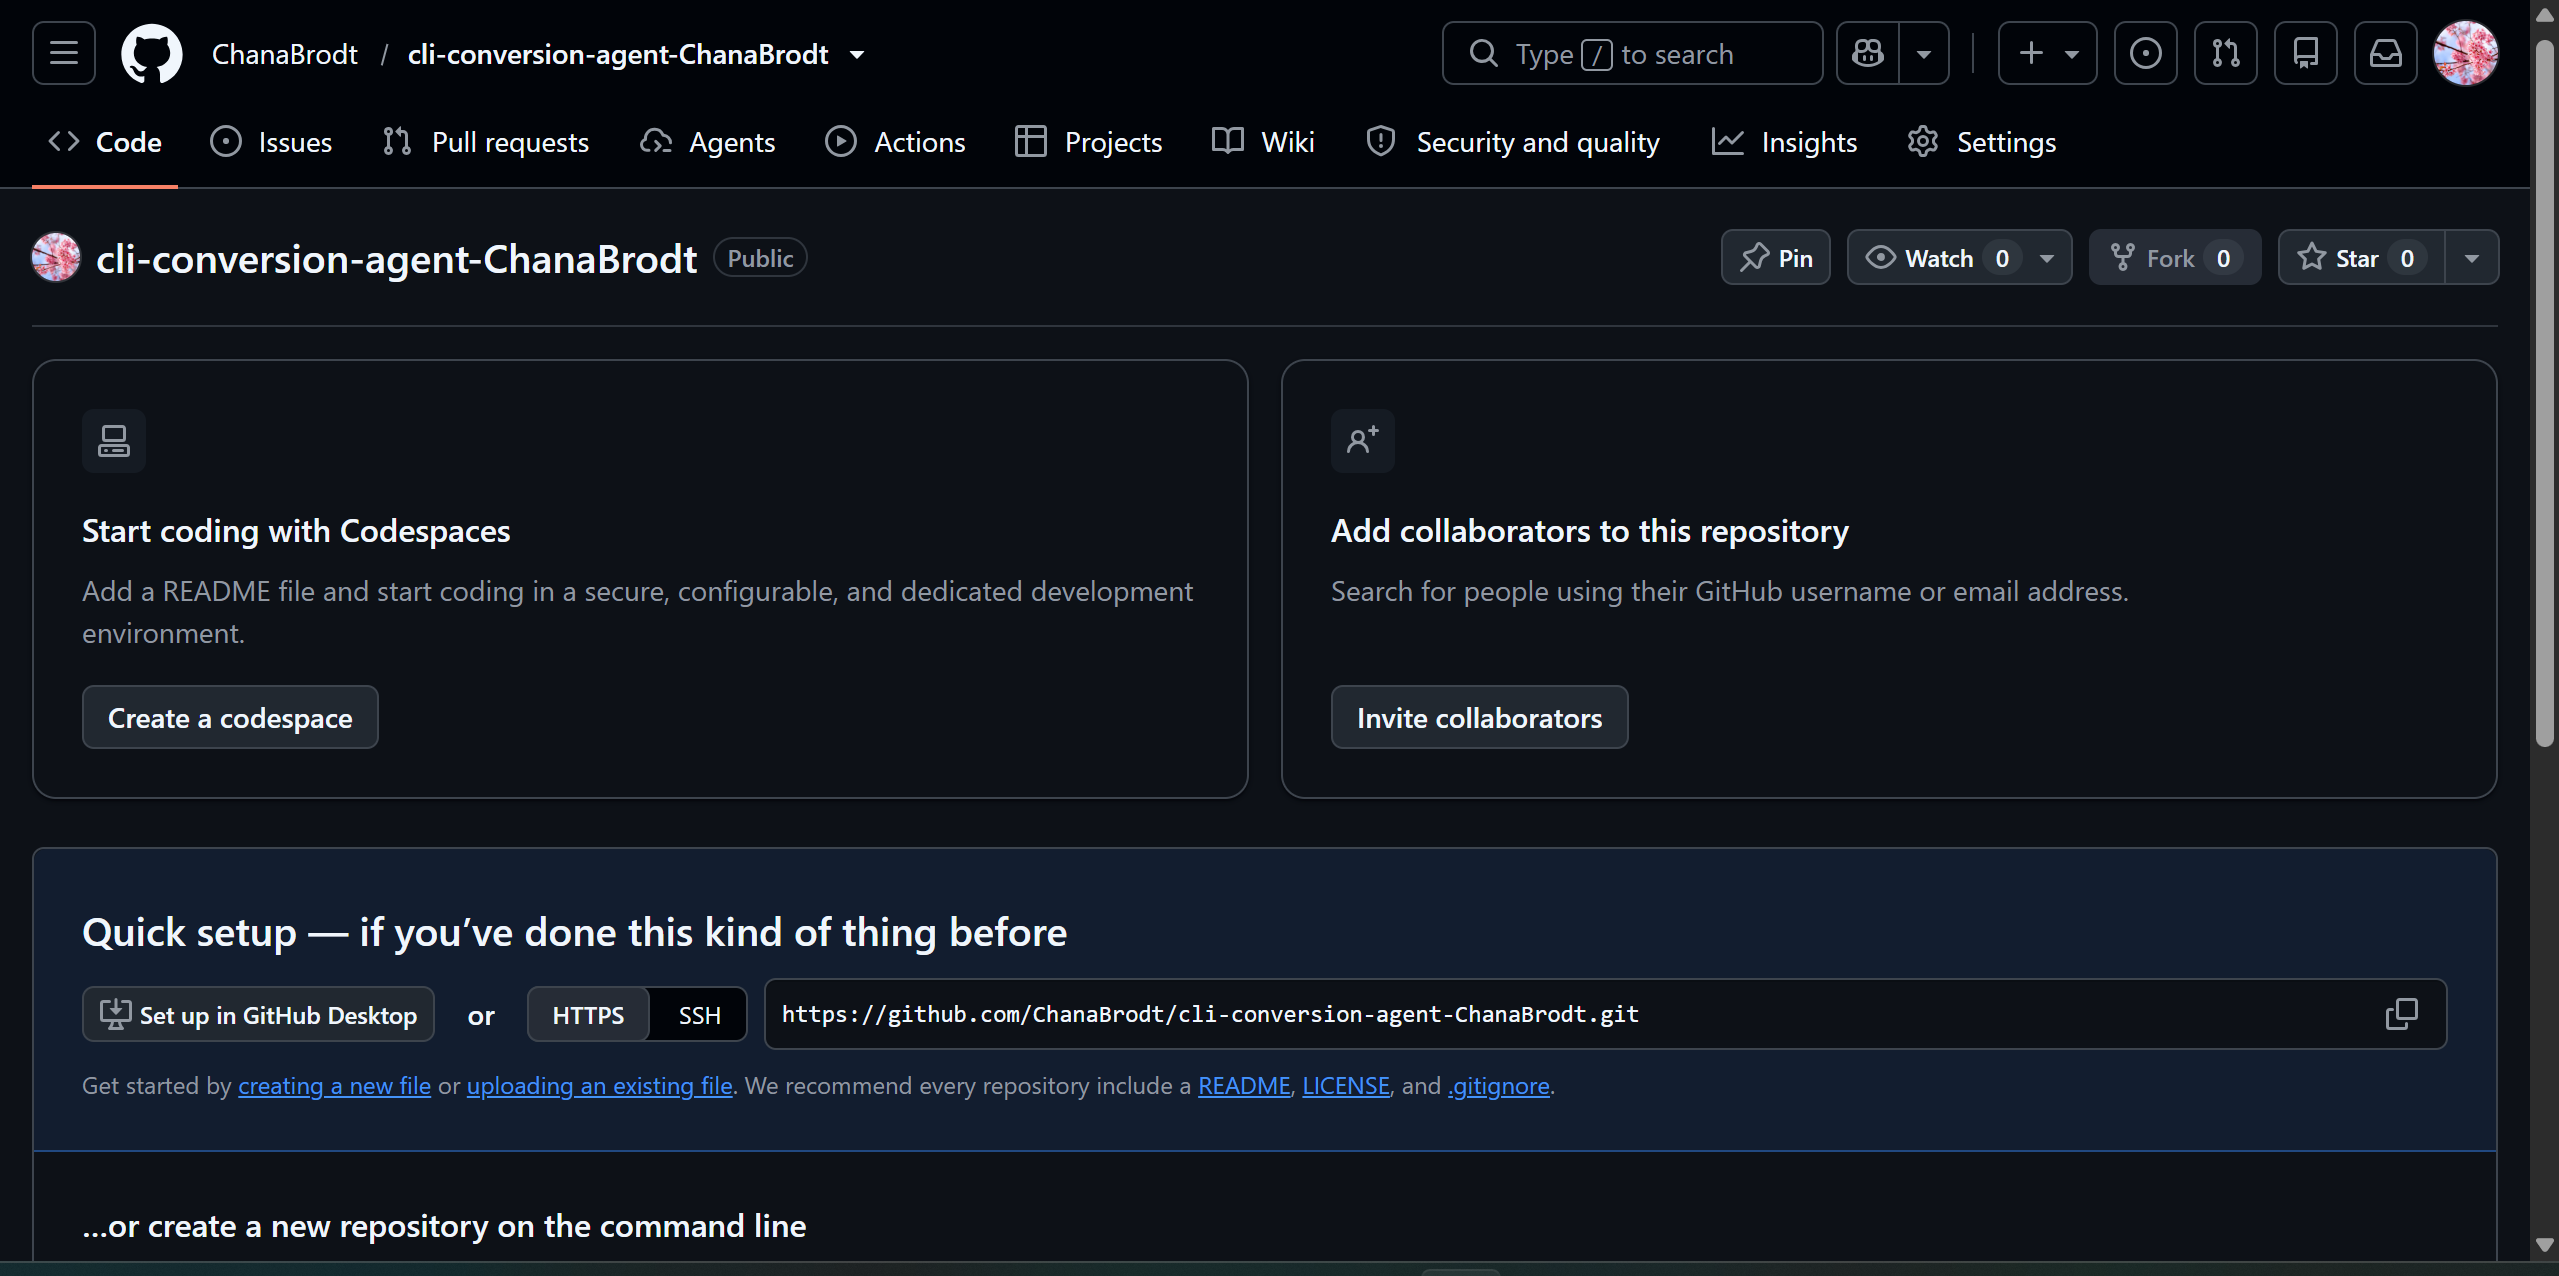 ChanaBrodt / cli-conversion-agent-ChanaBrodt
Type / to search
Code
Issues
Pull requests
Agents
Actions
Projects
Wiki
Security and quality
Insights
Settings
cli-conversion-agent-ChanaBrodt Public
Pin
Watch 0
Fork 0
Star 0
Start coding with Codespaces
Add a README file and start coding in a secure, configurable, and dedicated development
environment.
Create a codespace
Add collaborators to this repository
Search for people using their GitHub username or email address.
Invite collaborators
Quick setup — if you’ve done this kind of thing before
Set up in GitHub Desktop or HTTPS SSH https://github.com/ChanaBrodt/cli-conversion-agent-ChanaBrodt.git
Get started by creating a new file or uploading an existing file. We recommend every repository include a README, LICENSE, and .gitignore.
…or create a new repository on the command line